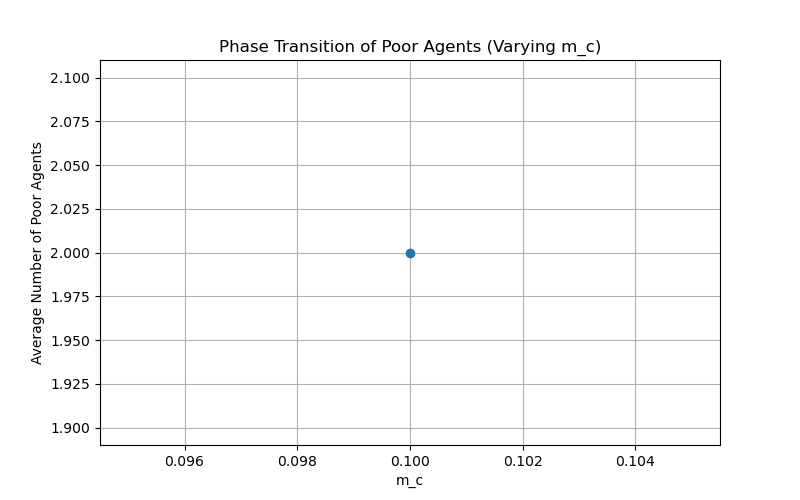 Phase Transition of Poor Agents (Varying m_c)
2.100
2.075
2.050
2.025
2.000
1.975
1.950
1.925
1.900
Average Number of Poor Agents
0.096 0.098 0.100 0.102 0.104
m_c